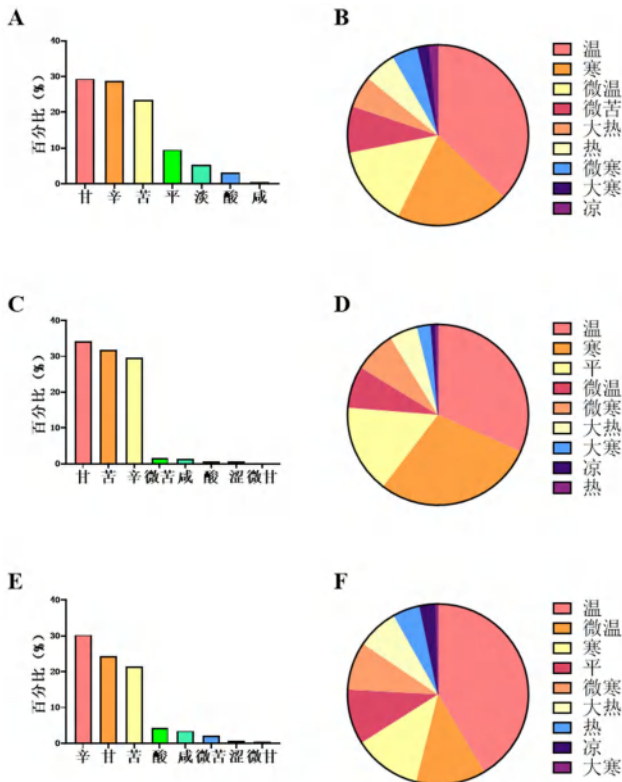 A
百分比(%)
40
30
20
10
0
甘 辛 苦 平 淡 酸 咸
B
温
寒
微温
微苦
大热
热
微寒
大寒
凉
C
百分比(%)
40
30
20
10
0
甘 苦 辛 微苦 咸 酸 涩 微甘
D
温
寒
平
微温
微寒
大热
大寒
凉
热
E
百分比(%)
40
30
20
10
0
辛 甘 苦 酸 咸 微苦 涩 微甘
F
温
微温
寒
平
微寒
大热
热
凉
大寒